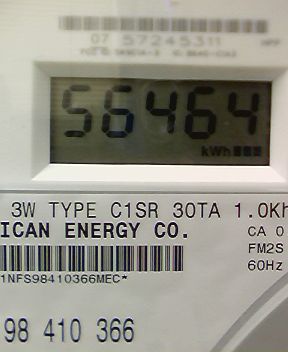 07 57245311
56464
kWh
3W TYPE C1SR 30TA 1.0Kh
ICAN ENERGY CO.
CA 0
FM2S
60Hz
1NFS98410366MEC*
98 410 366